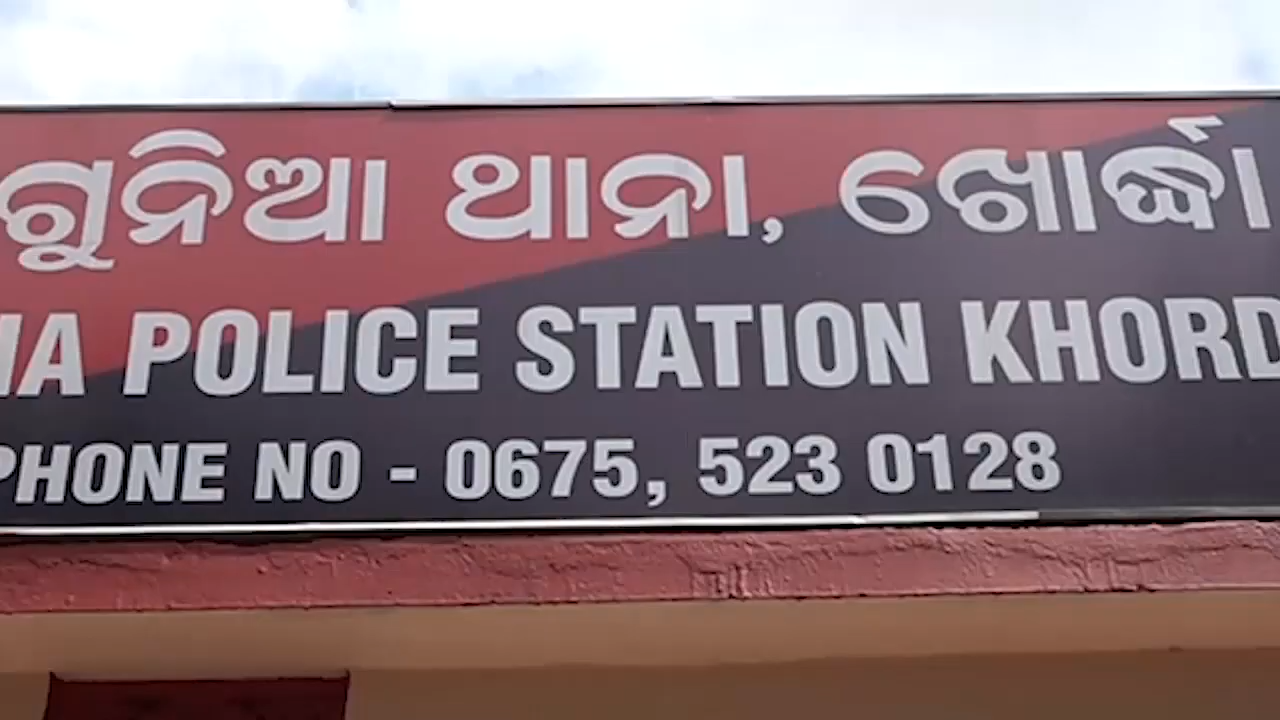 ଗୁନିଆ ଥାନା, ଖୋର୍ଦ୍ଧା
IA POLICE STATION KHORD
PHONE NO - 0675, 523 0128